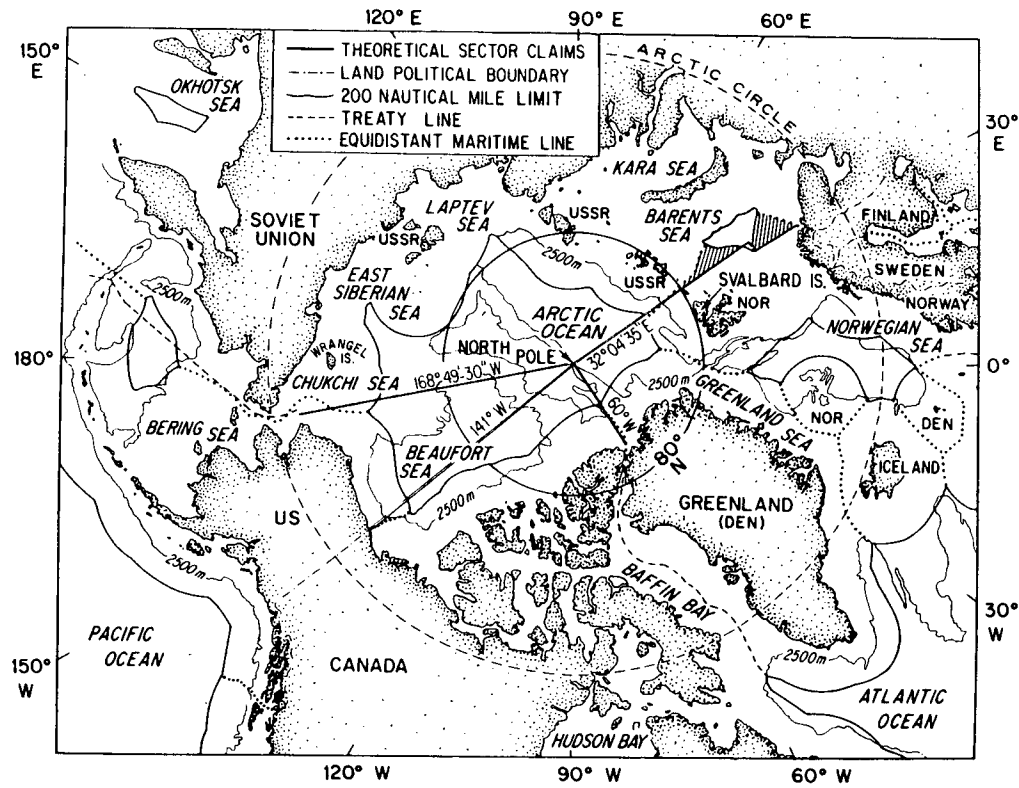 120° E
90° E
60° E
150°
E
THEORETICAL SECTOR CLAIMS
LAND POLITICAL BOUNDARY
200 NAUTICAL MILE LIMIT
TREATY LINE
EQUIDISTANT MARITIME LINE
ARCTIC CIRCLE
OKHOTSK
SEA
30°
E
KARA SEA
LAPTEV
SEA
USSR
BARENTS
SEA
FINLAND
SOVIET
UNION
USSR
2500m
USSR
SVALBARD IS.
NOR
SWEDEN
NORWAY
EAST
SIBERIAN
SEA
2500m
ARCTIC
OCEAN
NORWEGIAN
SEA
WRANGEL
IS.
NORTH
POLE
32° 04' 35" E
180°
0°
CHUKCHI SEA
168°-49'-30" W
2500m
GREENLAND SEA
60° W
141° W
NOR
DEN
BERING SEA
BEAUFORT
SEA
80°
N
ICELAND
2500m
US
GREENLAND
(DEN)
2500m
BAFFIN BAY
PACIFIC
OCEAN
30°
W
150°
W
CANADA
2500m
ATLANTIC
OCEAN
HUDSON BAY
120° W
90° W
60° W